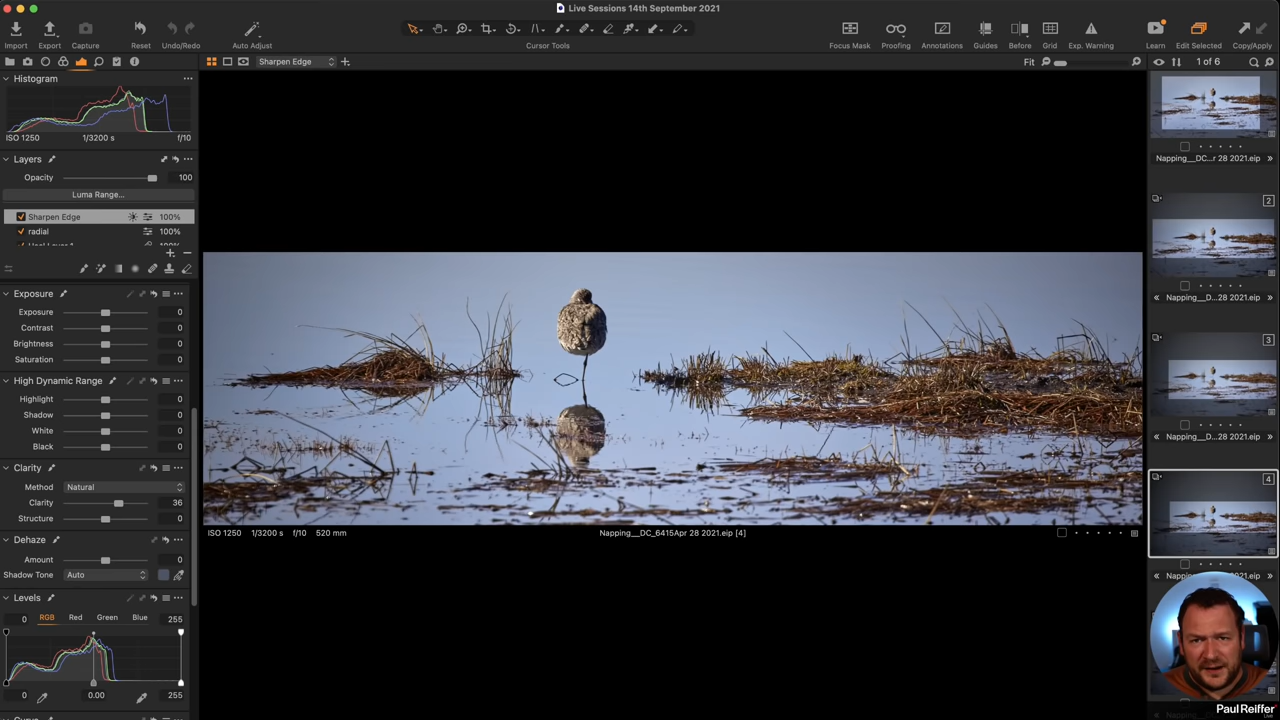 Live Sessions 14th September 2021
Import
Export
Capture
Reset
Undo/Redo
Auto Adjust
Cursor Tools
Focus Mask
Proofing
Annotations
Guides
Before
Grid
Exp. Warning
Learn
Edit Selected
Copy/Apply
Sharpen Edge
Fit
1 of 6
Histogram
ISO 1250 1/3200 s f/10
Layers
Opacity 100
Luma Range...
Sharpen Edge 100%
radial 100%
Exposure
Exposure 0
Contrast 0
Brightness 0
Saturation 0
High Dynamic Range
Highlight 0
Shadow 0
White 0
Black 0
Clarity
Method Natural
Clarity 36
Structure 0
Dehaze
Amount 0
Shadow Tone Auto
Levels
0 RGB Red Green Blue 255
0 0.00 255
ISO 1250 1/3200 s f/10 520 mm
Napping__DC_6415Apr 28 2021.eip [4]
Napping__DC...r 28 2021.eip
2
Napping__D...28 2021.eip
3
Napping__D...28 2021.eip
4
Napping__D...28 2021.eip
Paul Reiffer